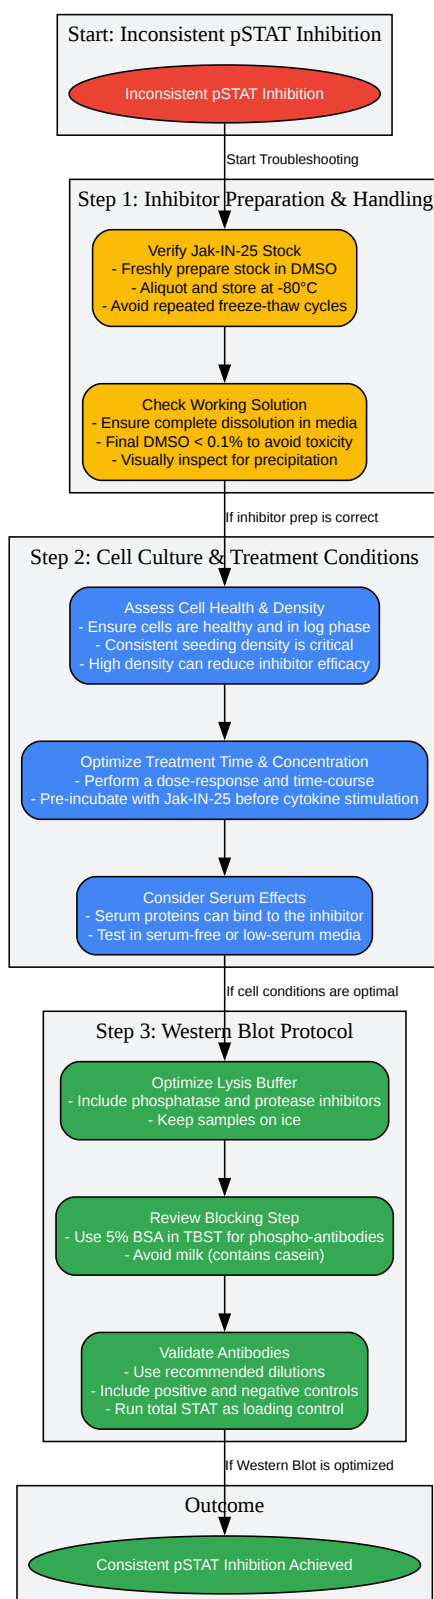 Start: Inconsistent pSTAT Inhibition
Inconsistent pSTAT Inhibition
Start Troubleshooting
Step 1: Inhibitor Preparation & Handling
Verify Jak-IN-25 Stock
- Freshly prepare stock in DMSO
- Aliquot and store at -80°C
- Avoid repeated freeze-thaw cycles
Check Working Solution
- Ensure complete dissolution in media
- Final DMSO < 0.1% to avoid toxicity
- Visually inspect for precipitation
If inhibitor prep is correct
Step 2: Cell Culture & Treatment Conditions
Assess Cell Health & Density
- Ensure cells are healthy and in log phase
- Consistent seeding density is critical
- High density can reduce inhibitor efficacy
Optimize Treatment Time & Concentration
- Perform a dose-response and time-course
- Pre-incubate with Jak-IN-25 before cytokine stimulation
Consider Serum Effects
- Serum proteins can bind to the inhibitor
- Test in serum-free or low-serum media
If cell conditions are optimal
Step 3: Western Blot Protocol
Optimize Lysis Buffer
- Include phosphatase and protease inhibitors
- Keep samples on ice
Review Blocking Step
- Use 5% BSA in TBST for phospho-antibodies
- Avoid milk (contains casein)
Validate Antibodies
- Use recommended dilutions
- Include positive and negative controls
- Run total STAT as loading control
If Western Blot is optimized
Outcome
Consistent pSTAT Inhibition Achieved